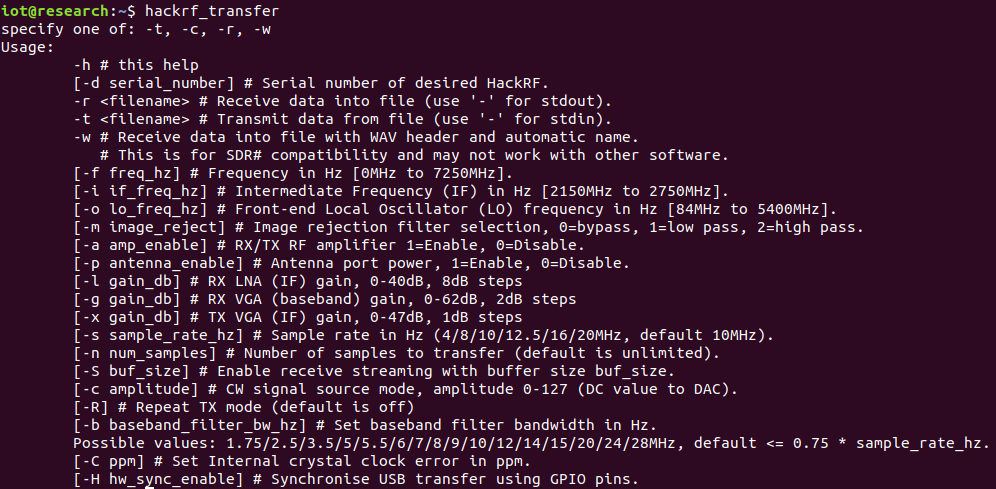 iot@research:~$ hackrf_transfer
specify one of: -t, -c, -r, -w
Usage:
-h # this help
[-d serial_number] # Serial number of desired HackRF.
-r <filename> # Receive data into file (use '-' for stdout).
-t <filename> # Transmit data from file (use '-' for stdin).
-w # Receive data into file with WAV header and automatic name.
# This is for SDR# compatibility and may not work with other software.
[-f freq_hz] # Frequency in Hz [0MHz to 7250MHz].
[-i if_freq_hz] # Intermediate Frequency (IF) in Hz [2150MHz to 2750MHz].
[-o lo_freq_hz] # Front-end Local Oscillator (LO) frequency in Hz [84MHz to 5400MHz].
[-m image_reject] # Image rejection filter selection, 0=bypass, 1=low pass, 2=high pass.
[-a amp_enable] # RX/TX RF amplifier 1=Enable, 0=Disable.
[-p antenna_enable] # Antenna port power, 1=Enable, 0=Disable.
[-l gain_db] # RX LNA (IF) gain, 0-40dB, 8dB steps
[-g gain_db] # RX VGA (baseband) gain, 0-62dB, 2dB steps
[-x gain_db] # TX VGA (IF) gain, 0-47dB, 1dB steps
[-s sample_rate_hz] # Sample rate in Hz (4/8/10/12.5/16/20MHz, default 10MHz).
[-n num_samples] # Number of samples to transfer (default is unlimited).
[-S buf_size] # Enable receive streaming with buffer size buf_size.
[-c amplitude] # CW signal source mode, amplitude 0-127 (DC value to DAC).
[-R] # Repeat TX mode (default is off)
[-b baseband_filter_bw_hz] # Set baseband filter bandwidth in Hz.
Possible values: 1.75/2.5/3.5/5/5.5/6/7/8/9/10/12/14/15/20/24/28MHz, default <= 0.75 * sample_rate_hz.
[-C ppm] # Set Internal crystal clock error in ppm.
[-H hw_sync_enable] # Synchronise USB transfer using GPIO pins.